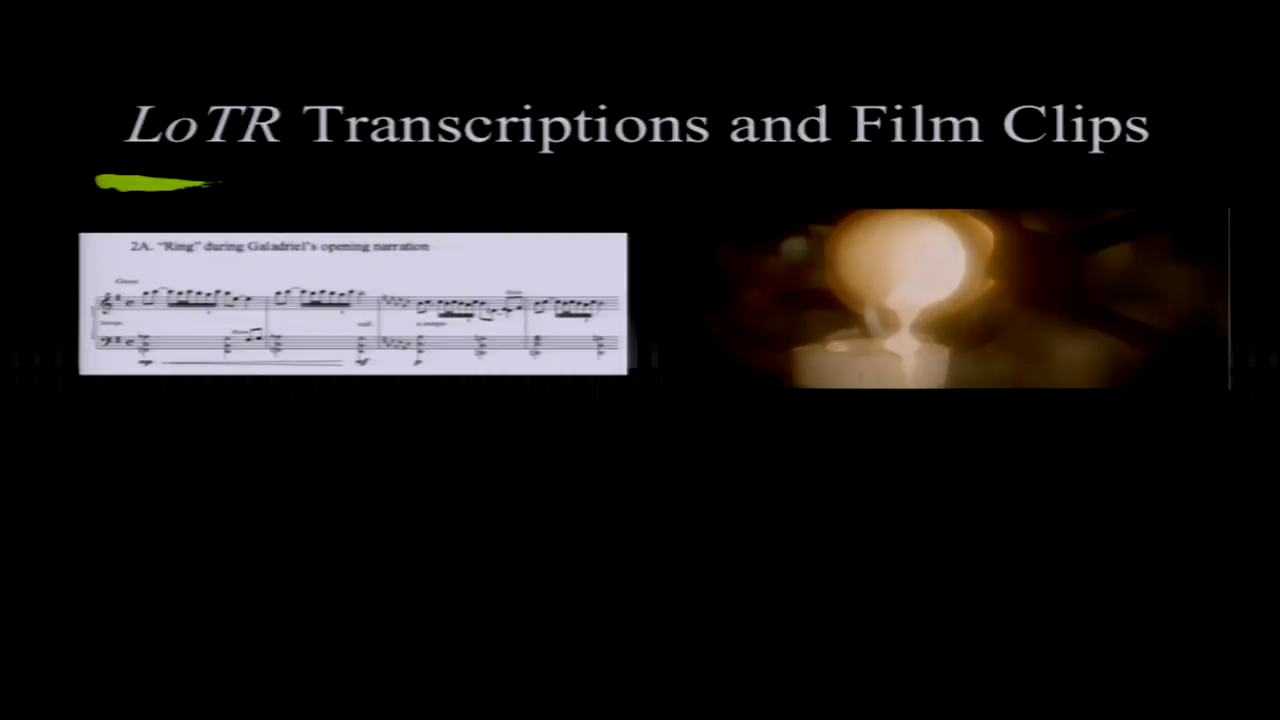 LoTR Transcriptions and Film Clips
2A. “Ring” during Galadriel’s opening narration